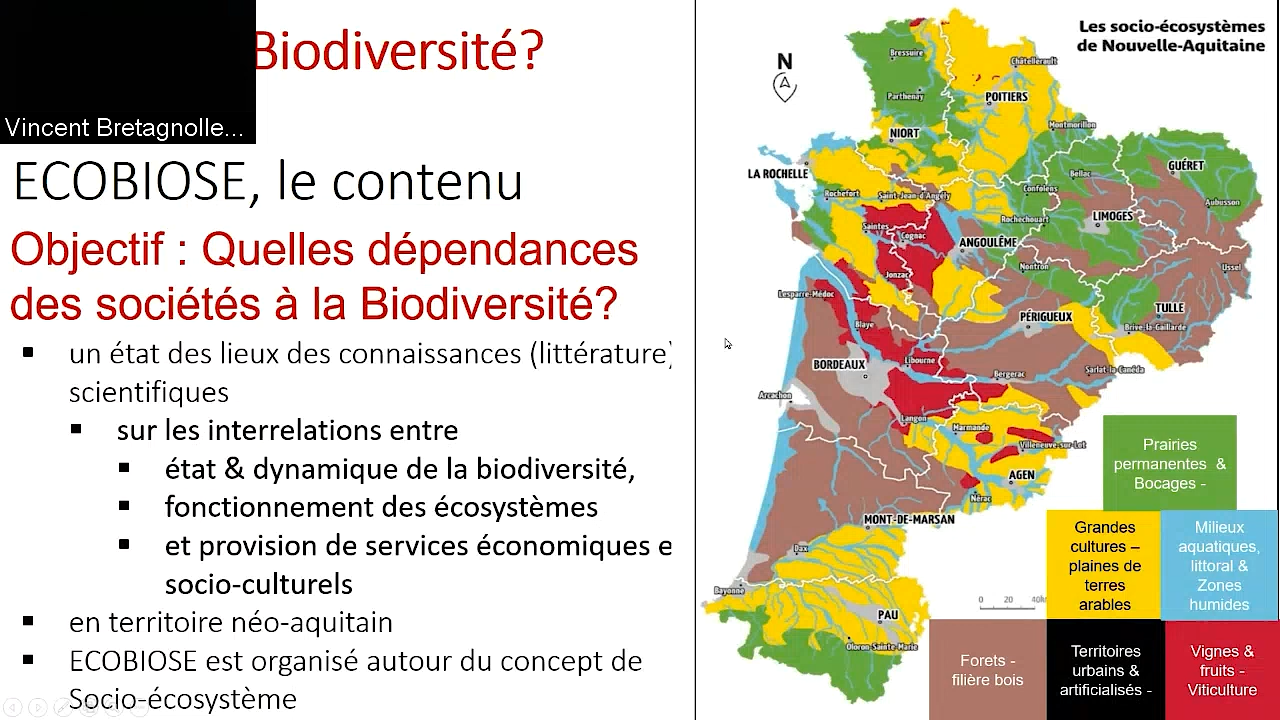 Biodiversité?
Vincent Bretagnolle...
ECOBIOSE, le contenu
Objectif : Quelles dépendances
des sociétés à la Biodiversité?
un état des lieux des connaissances (littérature)
scientifiques
sur les interrelations entre
état & dynamique de la biodiversité,
fonctionnement des écosystèmes
et provision de services économiques e
socio-culturels
en territoire néo-aquitain
ECOBIOSE est organisé autour du concept de
Socio-écosystème
Les socio-écosystèmes
de Nouvelle-Aquitaine
N
Bressuire
Châtellerault
Parthenay
POITIERS
Montmorillon
NIORT
LA ROCHELLE
GUÉRET
Bellac
Rochefort
Saint-Jean-d'Angély
Confolens
Aubusson
Rochechouart
LIMOGES
Saintes
Cognac
ANGOULÊME
Jonzac
Nontron
Ussel
Lesparre-Médoc
TULLE
PÉRIGUEUX
Blaye
Brive-la-Gaillarde
BORDEAUX
Libourne
Bergerac
Sarlat-la-Canéda
Arcachon
Langon
Marmande
Villeneuve-sur-Lot
AGEN
Nérac
MONT-DE-MARSAN
Dax
Bayonne
PAU
Oloron-Sainte-Marie
0 20 40km
Prairies
permanentes &
Bocages -
Grandes
cultures –
plaines de
terres
arables
Milieux
aquatiques,
littoral &
Zones
humides
Forets -
filière bois
Territoires
urbains &
artificialisés -
Vignes &
fruits -
Viticulture